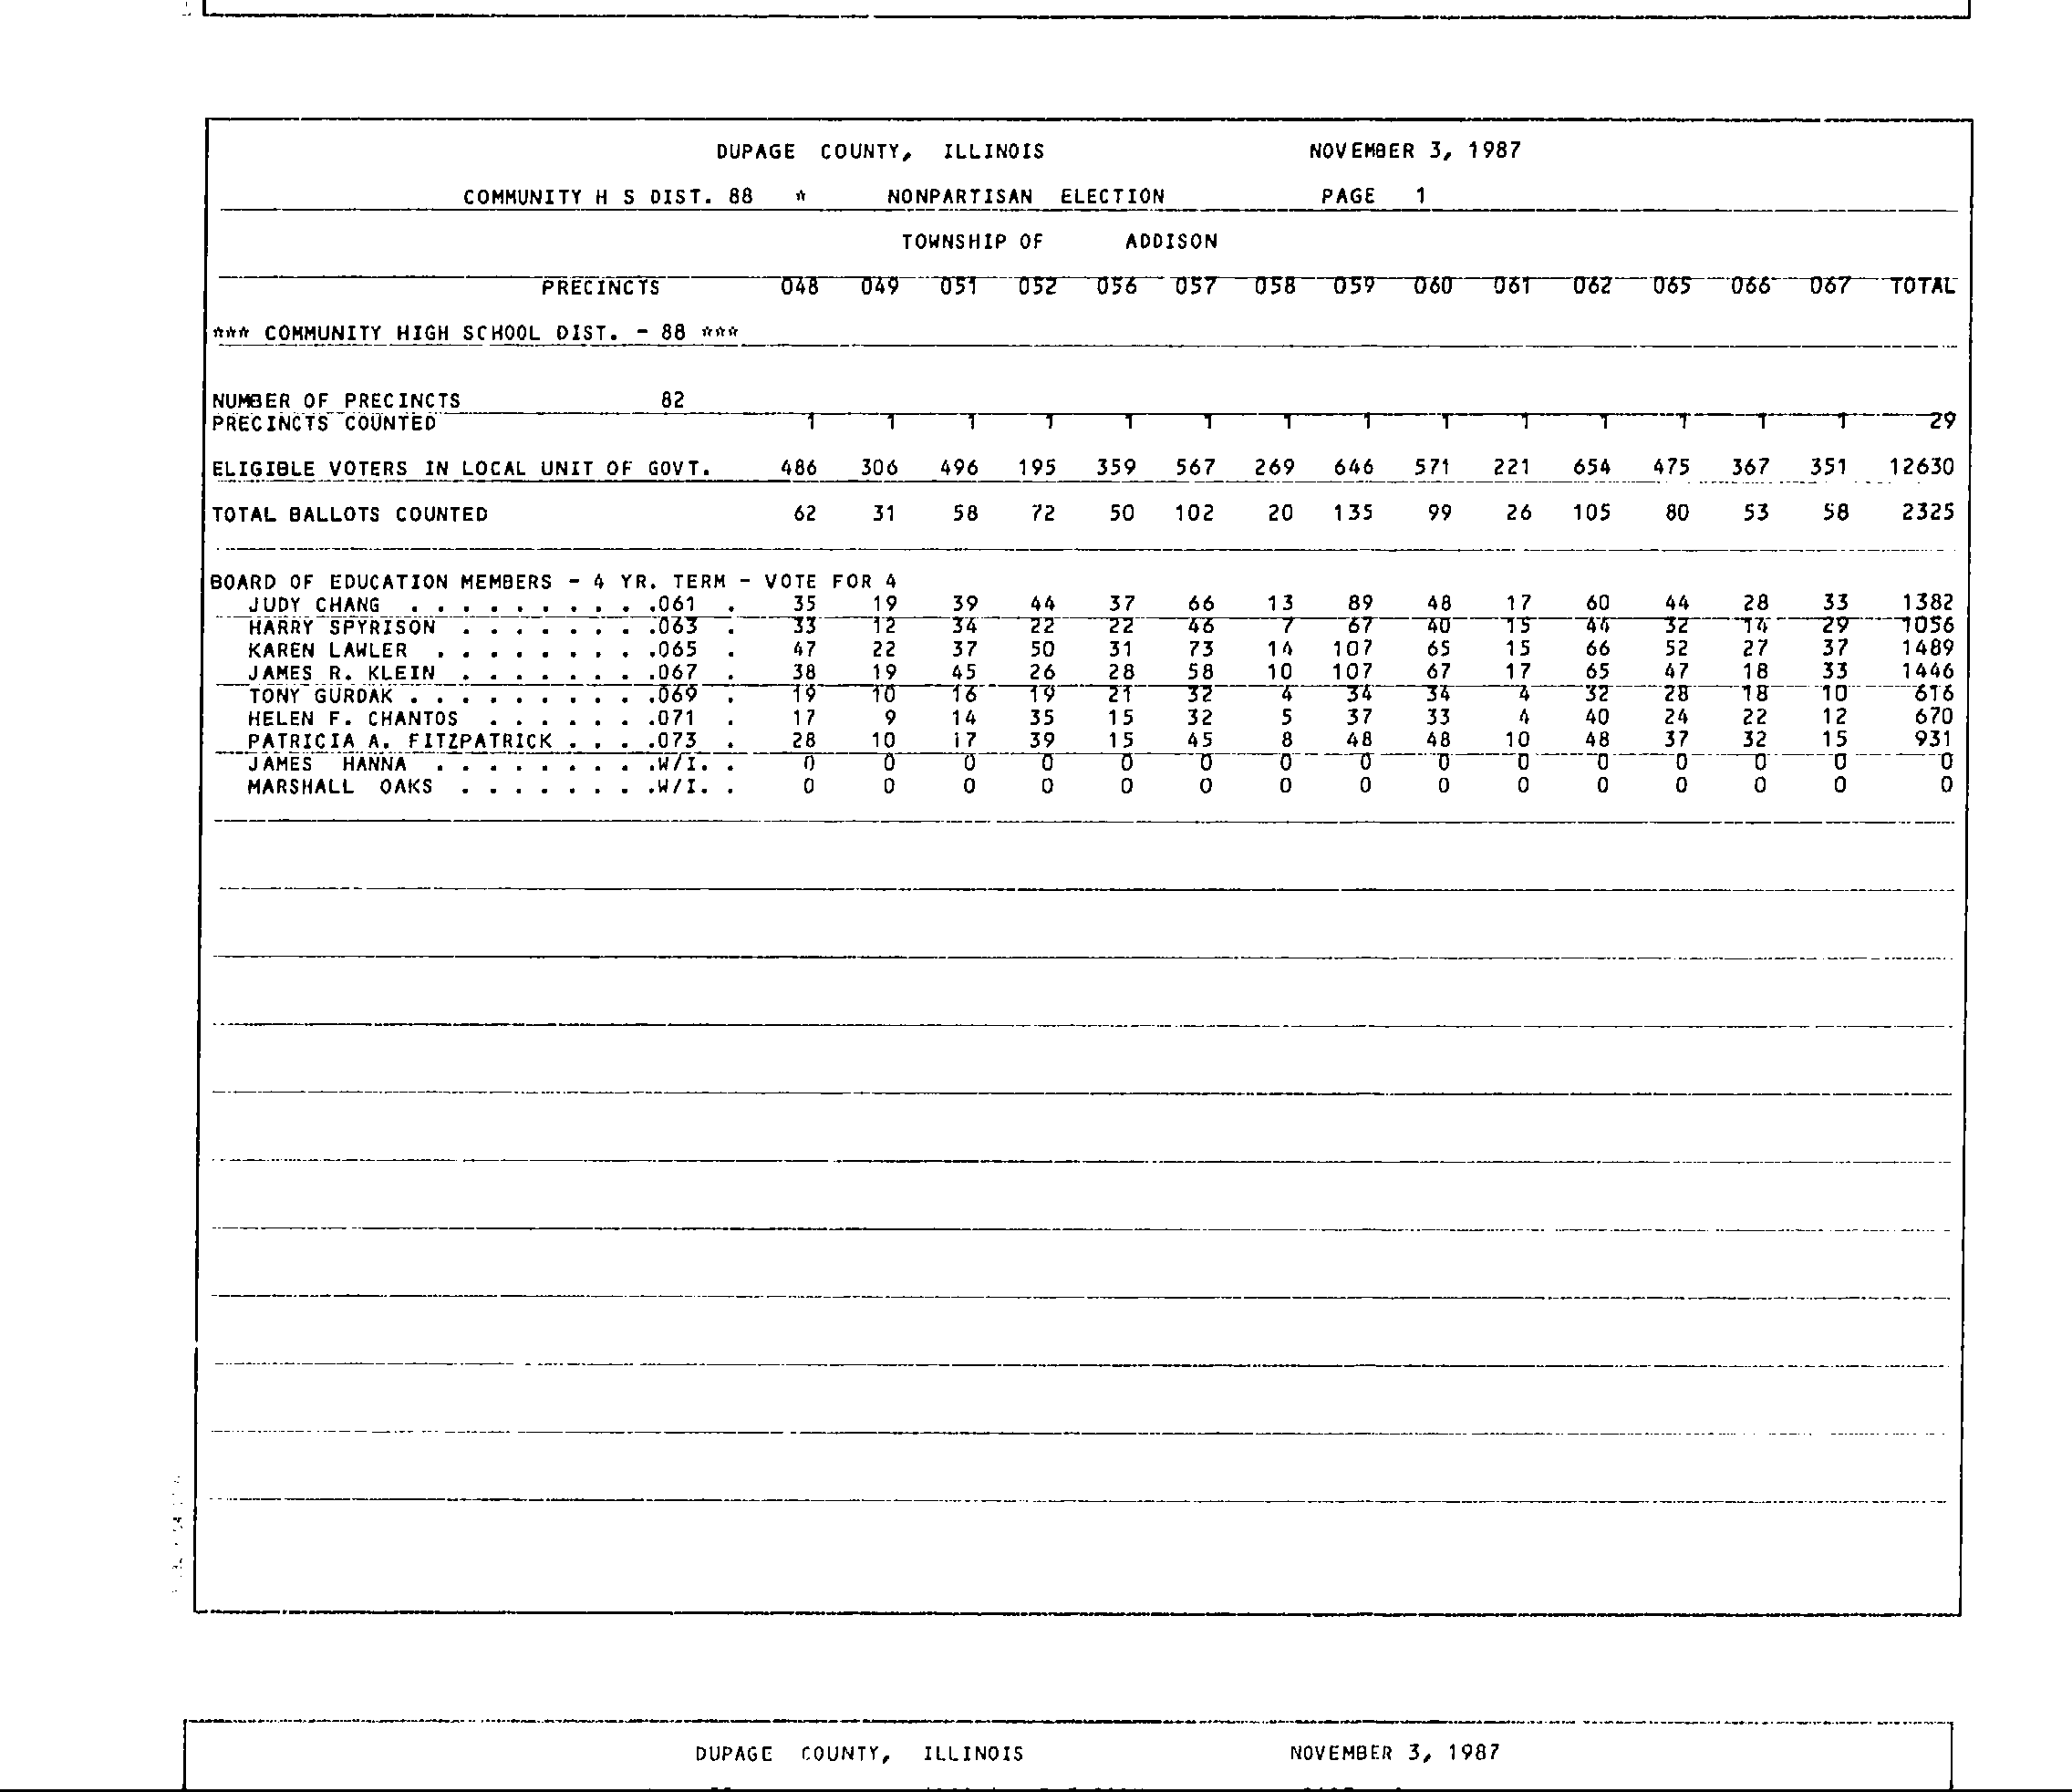 DUPAGE COUNTY, ILLINOIS NOVEMBER 3, 1987
COMMUNITY H S DIST. 88 * NONPARTISAN ELECTION PAGE 1
TOWNSHIP OF ADDISON
PRECINCTS 048 049 051 052 056 057 058 059 060 061 062 065 066 067 TOTAL
*** COMMUNITY HIGH SCHOOL DIST. - 88 ***
NUMBER OF PRECINCTS 82
PRECINCTS COUNTED 1 1 1 1 1 1 1 1 1 1 1 1 1 1 29
ELIGIBLE VOTERS IN LOCAL UNIT OF GOVT. 486 306 496 195 359 567 269 646 571 221 654 475 367 351 12630
TOTAL BALLOTS COUNTED 62 31 58 72 50 102 20 135 99 26 105 80 53 58 2325
BOARD OF EDUCATION MEMBERS - 4 YR. TERM - VOTE FOR 4
JUDY CHANG . . . . . . . . . .061 . 35 19 39 44 37 66 13 89 48 17 60 44 28 33 1382
HARRY SPYRISON . . . . . . . .063 . 33 12 34 22 22 46 7 67 40 15 44 32 14 29 1056
KAREN LAWLER . . . . . . . . .065 . 47 22 37 50 31 73 14 107 65 15 66 52 27 37 1489
JAMES R. KLEIN . . . . . . . .067 . 38 19 45 26 28 58 10 107 67 17 65 47 18 33 1446
TONY GURDAK . . . . . . . . . .069 . 19 10 16 19 21 32 4 34 34 4 32 28 18 10 616
HELEN F. CHANTOS . . . . . . .071 . 17 9 14 35 15 32 5 37 33 4 40 24 22 12 670
PATRICIA A. FITZPATRICK . . . .073 . 28 10 17 39 15 45 8 48 48 10 48 37 32 15 931
JAMES HANNA . . . . . . . . .W/I. . 0 0 0 0 0 0 0 0 0 0 0 0 0 0 0
MARSHALL OAKS . . . . . . . .W/I. . 0 0 0 0 0 0 0 0 0 0 0 0 0 0 0
DUPAGE COUNTY, ILLINOIS NOVEMBER 3, 1987